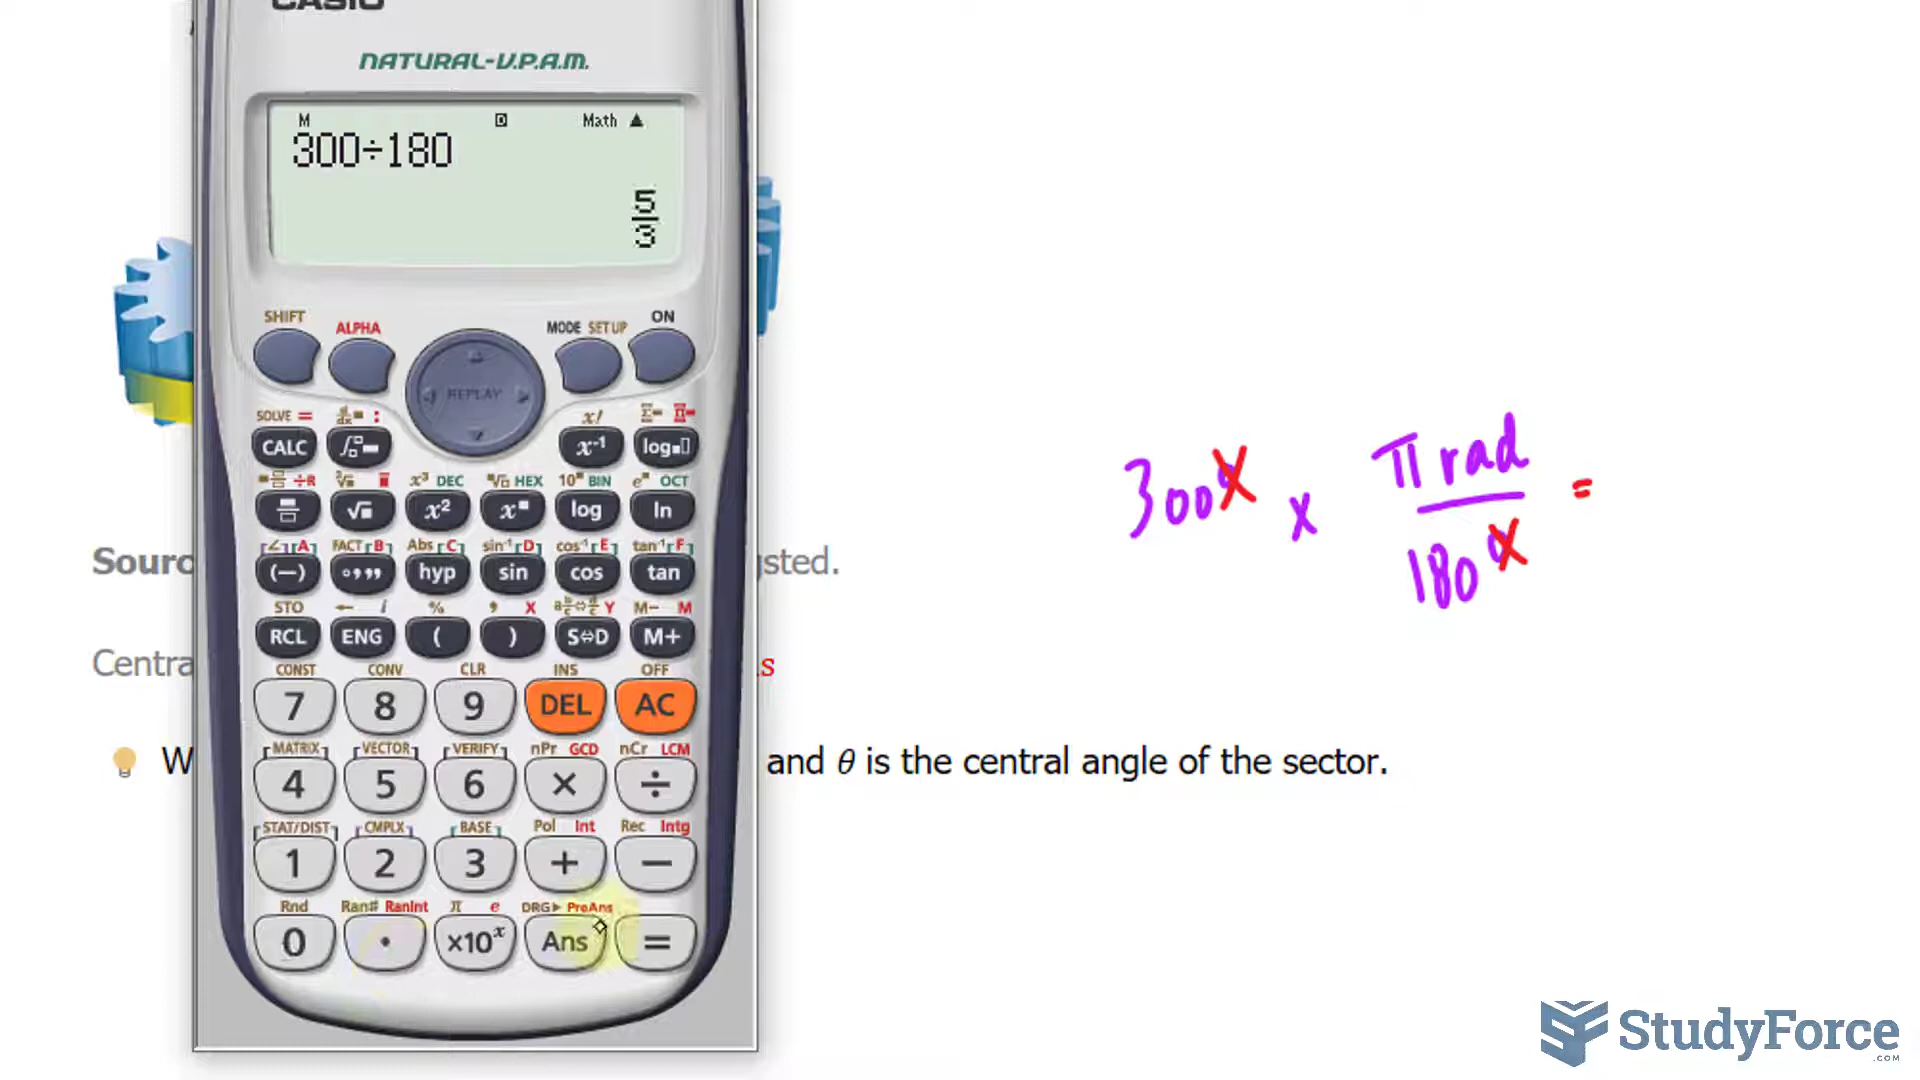 CASIO
NATURAL-V.P.A.M.
M D Math ▲
300÷180
5
3
SHIFT ALPHA MODE SETUP ON
REPLAY
SOLVE = d/dx : x! Σ= Π=
CALC ∫ x⁻¹ log
÷R ³√ x³ DEC √ HEX 10 BIN e OCT
√ x² x log ln
∠ A FACT B Abs C sin⁻¹ D cos⁻¹ E tan⁻¹ F
(−) °,,, hyp sin cos tan
STO ← i % , X a b/c⇔d/c Y M− M
RCL ENG ( ) S⇔D M+
CONST CONV CLR INS OFF
7 8 9 DEL AC
MATRIX VECTOR VERIFY nPr GCD nCr LCM
4 5 6 × ÷
STAT/DIST CMPLX BASE Pol Int Rec Intg
1 2 3 + −
Rnd Ran# RanInt π e DRG▶ PreAns
0 . ×10ˣ Ans =
300° x π rad =
180°
Sourc sted.
Centra s
W and θ is the central angle of the sector.
StudyForce
.COM